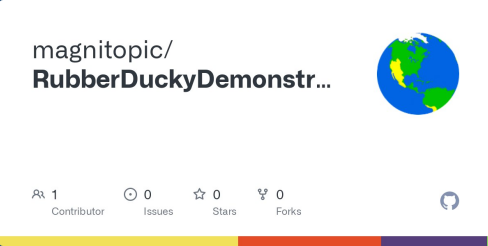 magnitopic/
RubberDuckyDemonstr...
1
Contributor
0
Issues
0
Stars
0
Forks